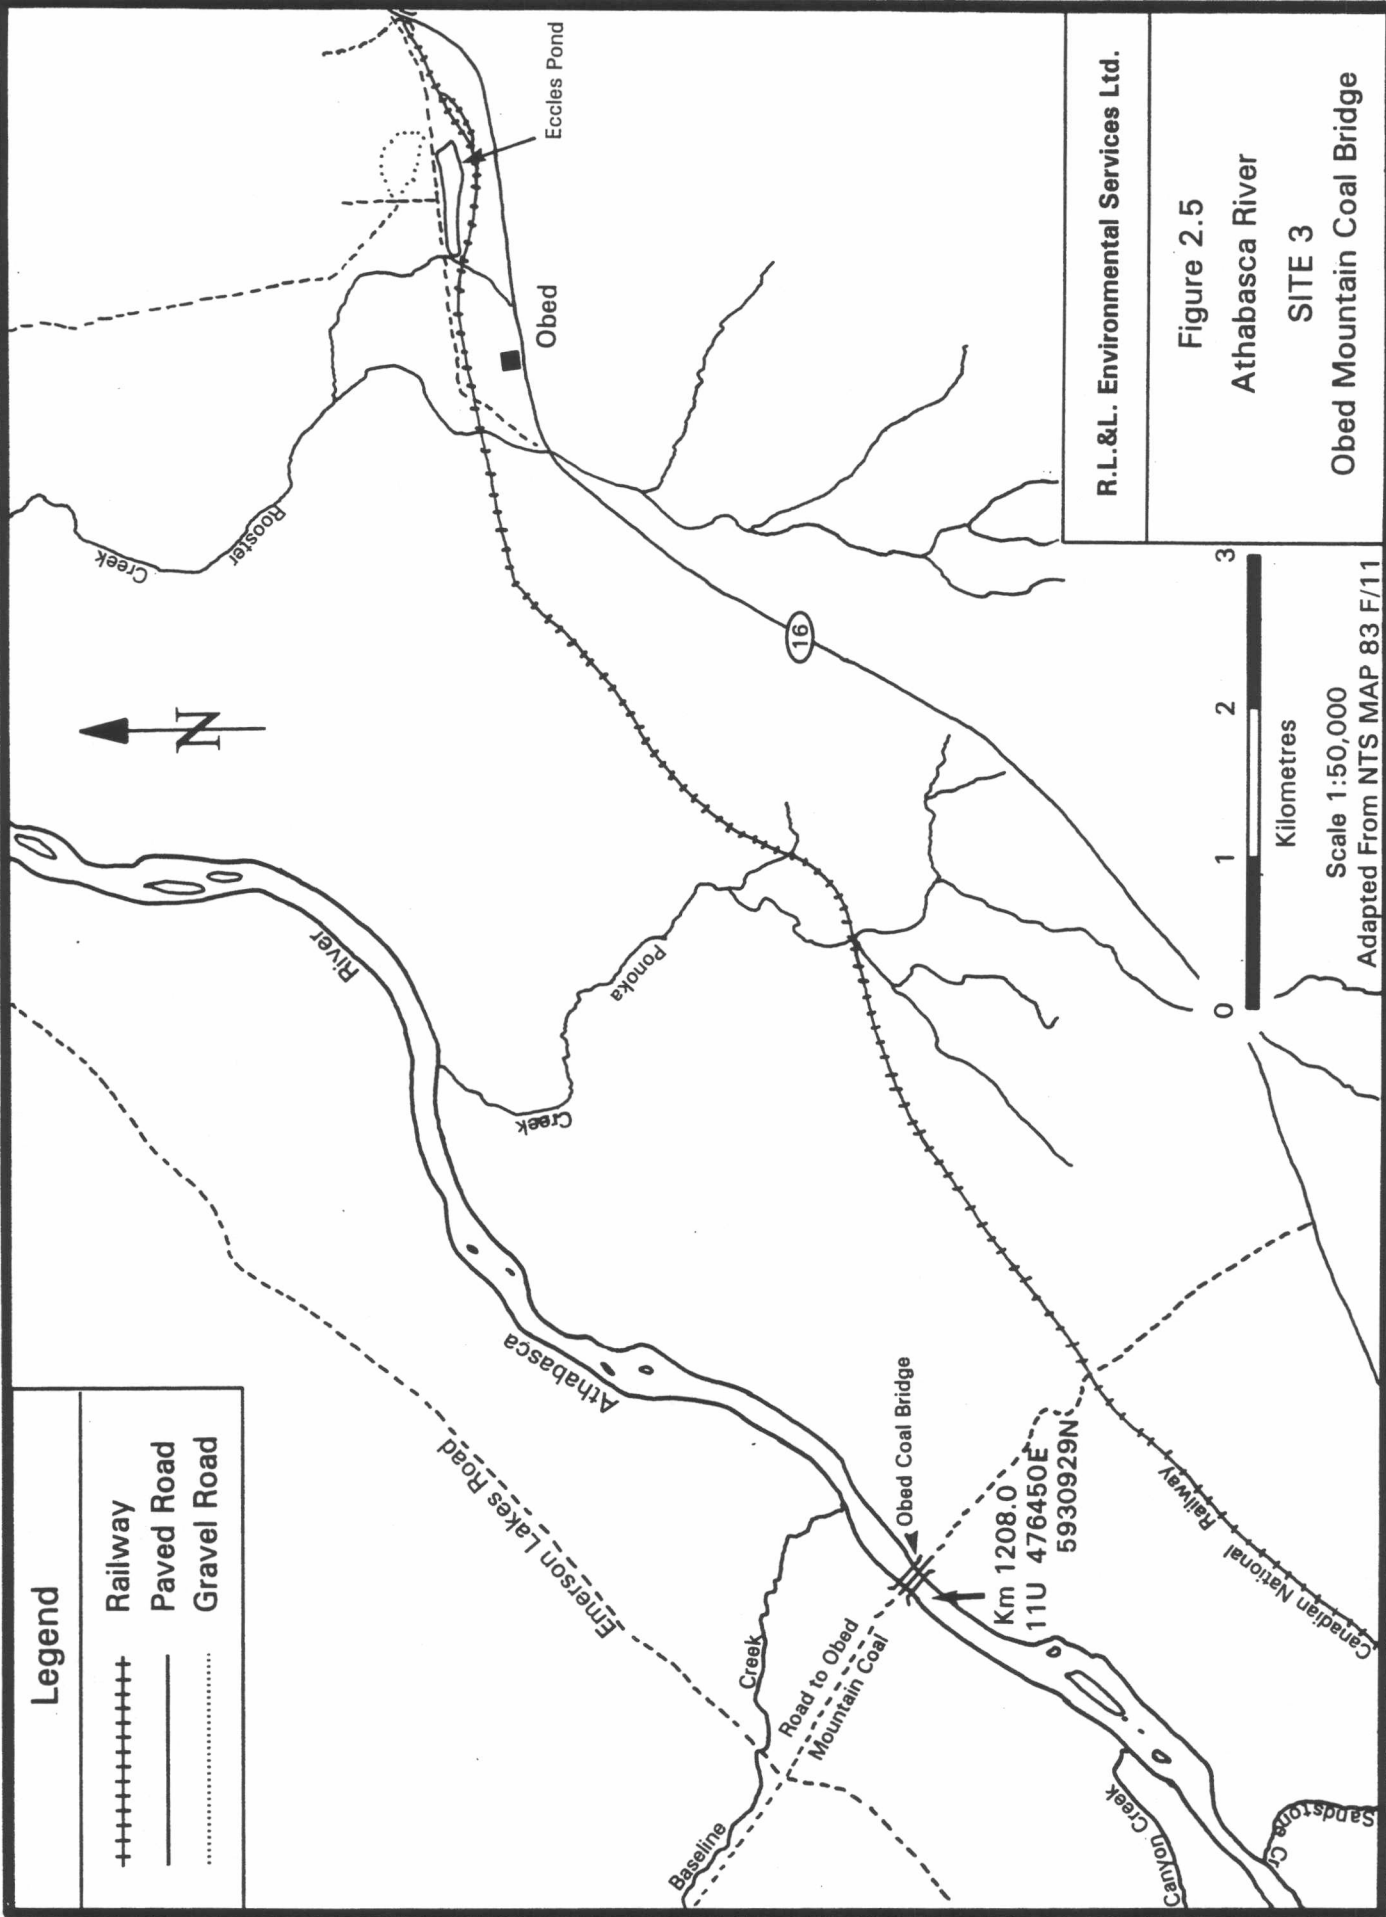 Legend
Railway
Paved Road
Gravel Road
N
Eccles Pond
Obed
Rooster
Creek
River
Athabasca
Ponoka
Creek
16
Emerson Lakes Road
Obed Coal Bridge
Km 1208.0
11U 476450E
5930929N
Baseline
Creek
Road to Obed
Mountain Coal
Canyon Creek
Sandstone Cr
Canadian National
Railway
0 1 2 3
Kilometres
Scale 1:50,000
Adapted From NTS MAP 83 F/11
R.L.&L. Environmental Services Ltd.
Figure 2.5
Athabasca River
SITE 3
Obed Mountain Coal Bridge